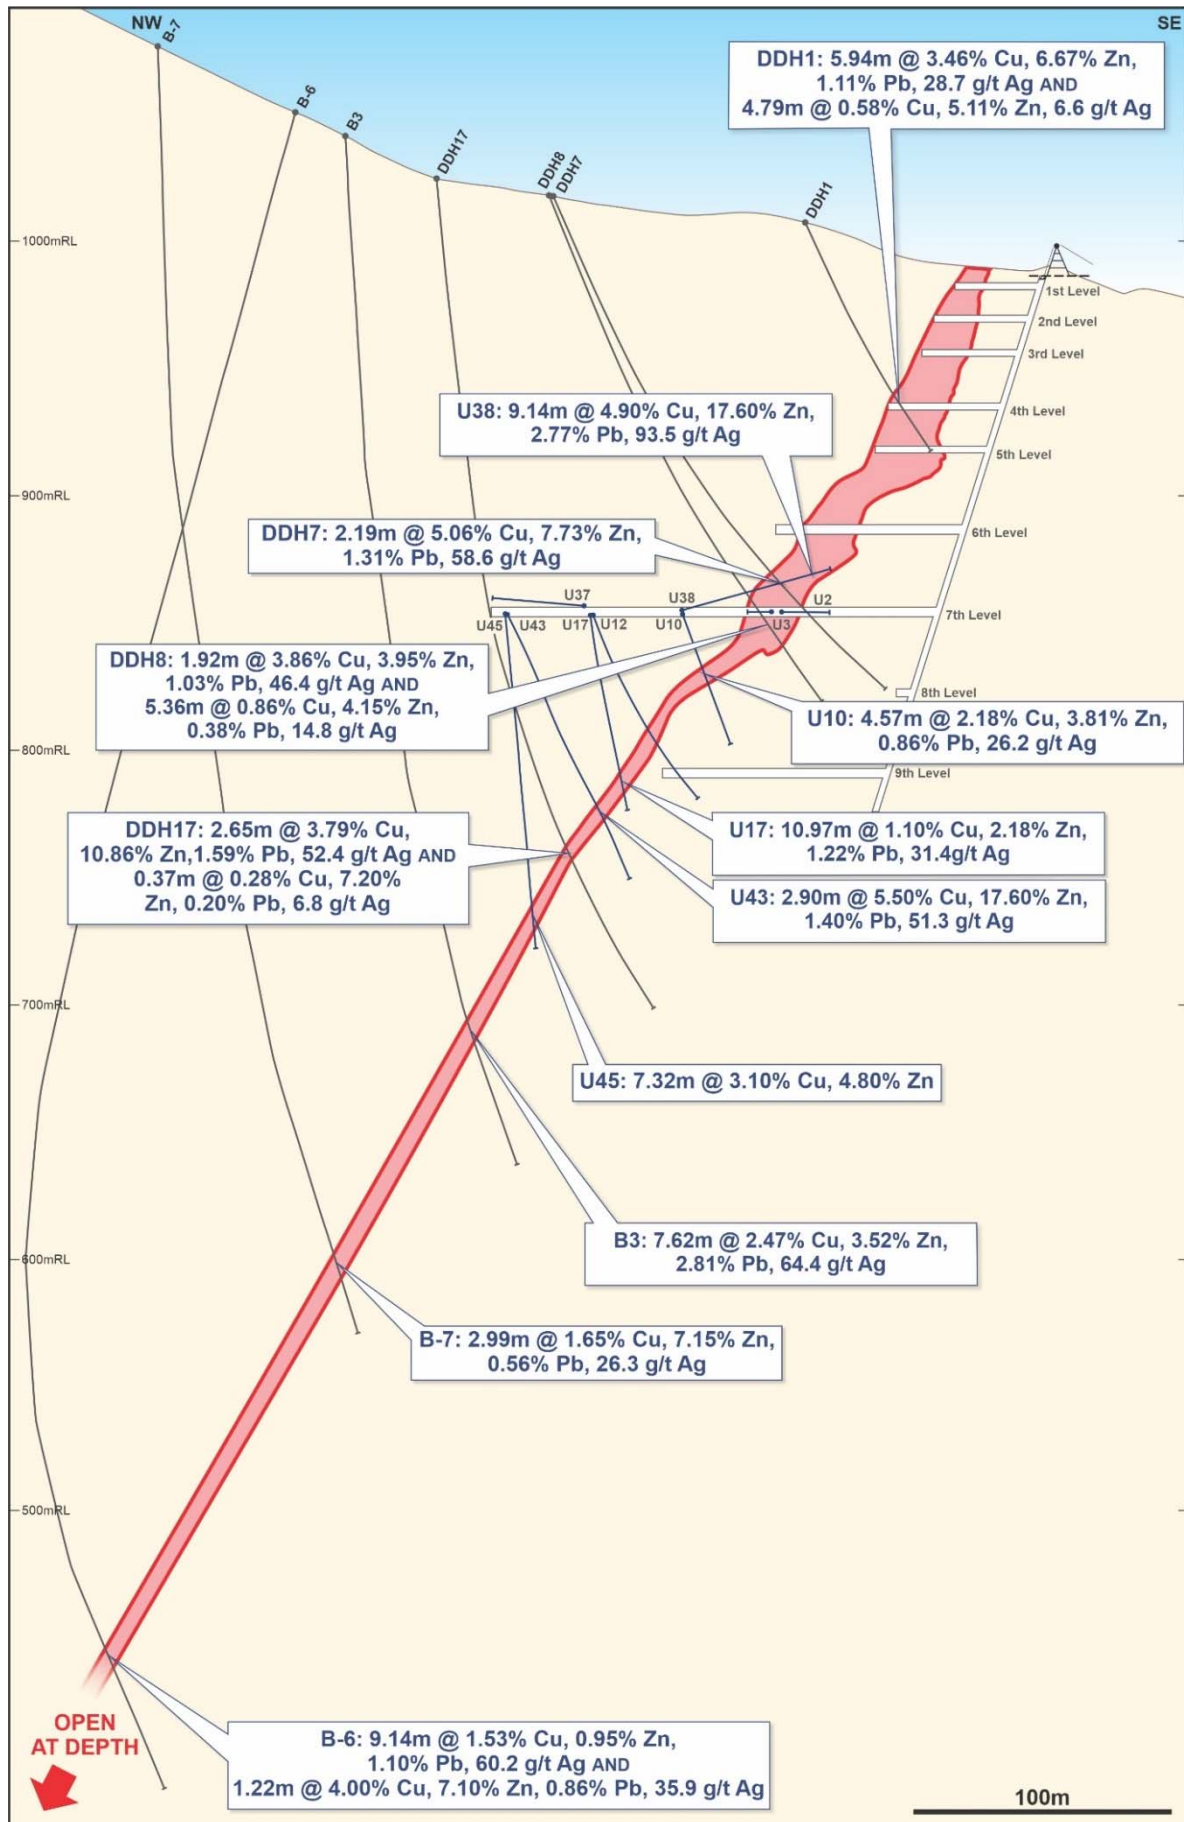 NW
SE
B-7
B-6
B3
DDH17
DDH8
DDH7
DDH1
DDH1: 5.94m @ 3.46% Cu, 6.67% Zn,
1.11% Pb, 28.7 g/t Ag AND
4.79m @ 0.58% Cu, 5.11% Zn, 6.6 g/t Ag
1000mRL
1st Level
2nd Level
3rd Level
4th Level
5th Level
U38: 9.14m @ 4.90% Cu, 17.60% Zn,
2.77% Pb, 93.5 g/t Ag
900mRL
DDH7: 2.19m @ 5.06% Cu, 7.73% Zn,
1.31% Pb, 58.6 g/t Ag
6th Level
U37
U38
U2
U45
U43
U17
U12
U10
U3
7th Level
DDH8: 1.92m @ 3.86% Cu, 3.95% Zn,
1.03% Pb, 46.4 g/t Ag AND
5.36m @ 0.86% Cu, 4.15% Zn,
0.38% Pb, 14.8 g/t Ag
8th Level
U10: 4.57m @ 2.18% Cu, 3.81% Zn,
0.86% Pb, 26.2 g/t Ag
800mRL
9th Level
DDH17: 2.65m @ 3.79% Cu,
10.86% Zn,1.59% Pb, 52.4 g/t Ag AND
0.37m @ 0.28% Cu, 7.20%
Zn, 0.20% Pb, 6.8 g/t Ag
U17: 10.97m @ 1.10% Cu, 2.18% Zn,
1.22% Pb, 31.4g/t Ag
U43: 2.90m @ 5.50% Cu, 17.60% Zn,
1.40% Pb, 51.3 g/t Ag
700mRL
U45: 7.32m @ 3.10% Cu, 4.80% Zn
B3: 7.62m @ 2.47% Cu, 3.52% Zn,
2.81% Pb, 64.4 g/t Ag
600mRL
B-7: 2.99m @ 1.65% Cu, 7.15% Zn,
0.56% Pb, 26.3 g/t Ag
500mRL
OPEN
AT DEPTH
B-6: 9.14m @ 1.53% Cu, 0.95% Zn,
1.10% Pb, 60.2 g/t Ag AND
1.22m @ 4.00% Cu, 7.10% Zn, 0.86% Pb, 35.9 g/t Ag
100m